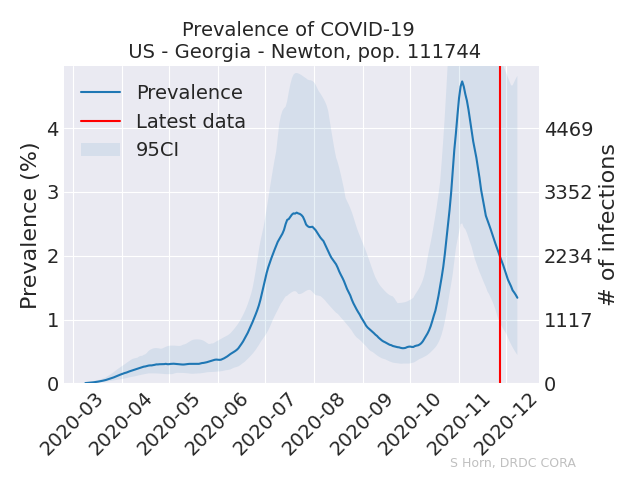 Prevalence of COVID-19
US - Georgia - Newton, pop. 111744
Prevalence
Latest data
95CI
Prevalence (%)
4
3
2
1
0
4469
3352
2234
1117
0
# of infections
2020-03
2020-04
2020-05
2020-06
2020-07
2020-08
2020-09
2020-10
2020-11
2020-12
S Horn, DRDC CORA